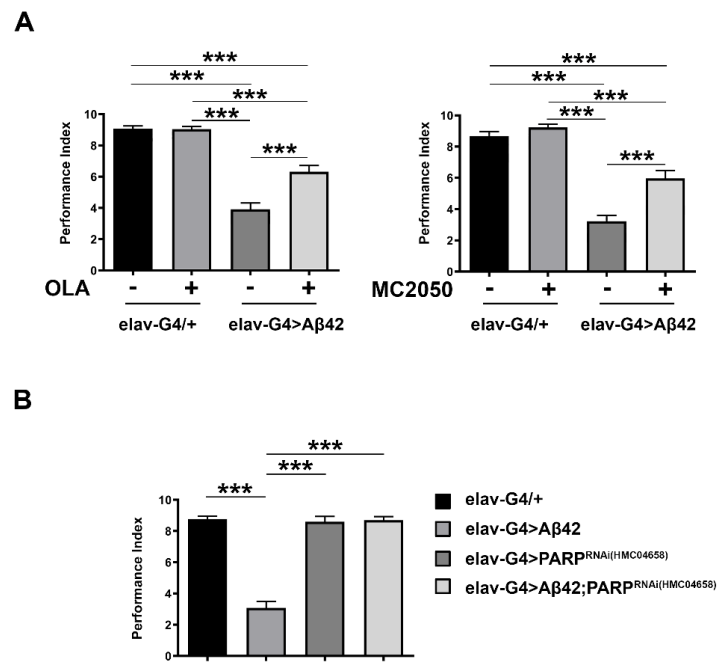 A
***
***
***
***
***
Performance Index
10
8
6
4
2
0
OLA - + - +
elav-G4/+ elav-G4>Aβ42
***
***
***
***
***
Performance Index
10
8
6
4
2
0
MC2050 - + - +
elav-G4/+ elav-G4>Aβ42
B
***
***
***
Performance Index
10
8
6
4
2
0
elav-G4/+
elav-G4>Aβ42
elav-G4>PARPRNAi(HMC04658)
elav-G4>Aβ42;PARPRNAi(HMC04658)